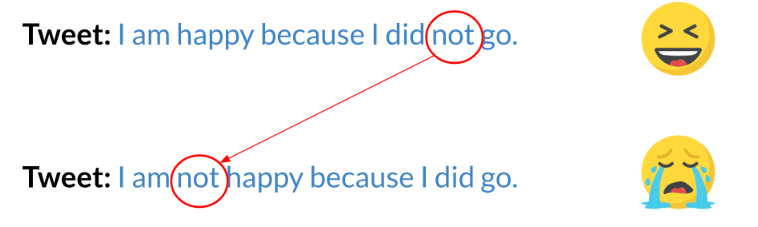 Tweet: I am happy because I did not go.
Tweet: I am not happy because I did go.